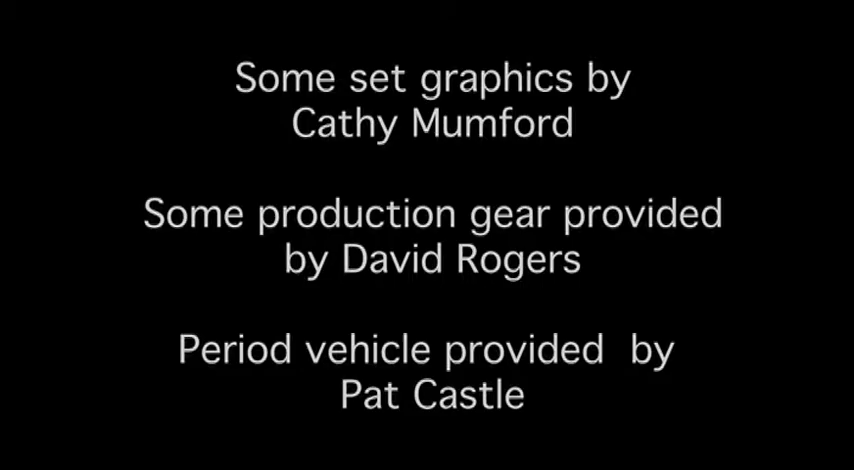 Some set graphics by
Cathy Mumford
Some production gear provided
by David Rogers
Period vehicle provided  by
Pat Castle